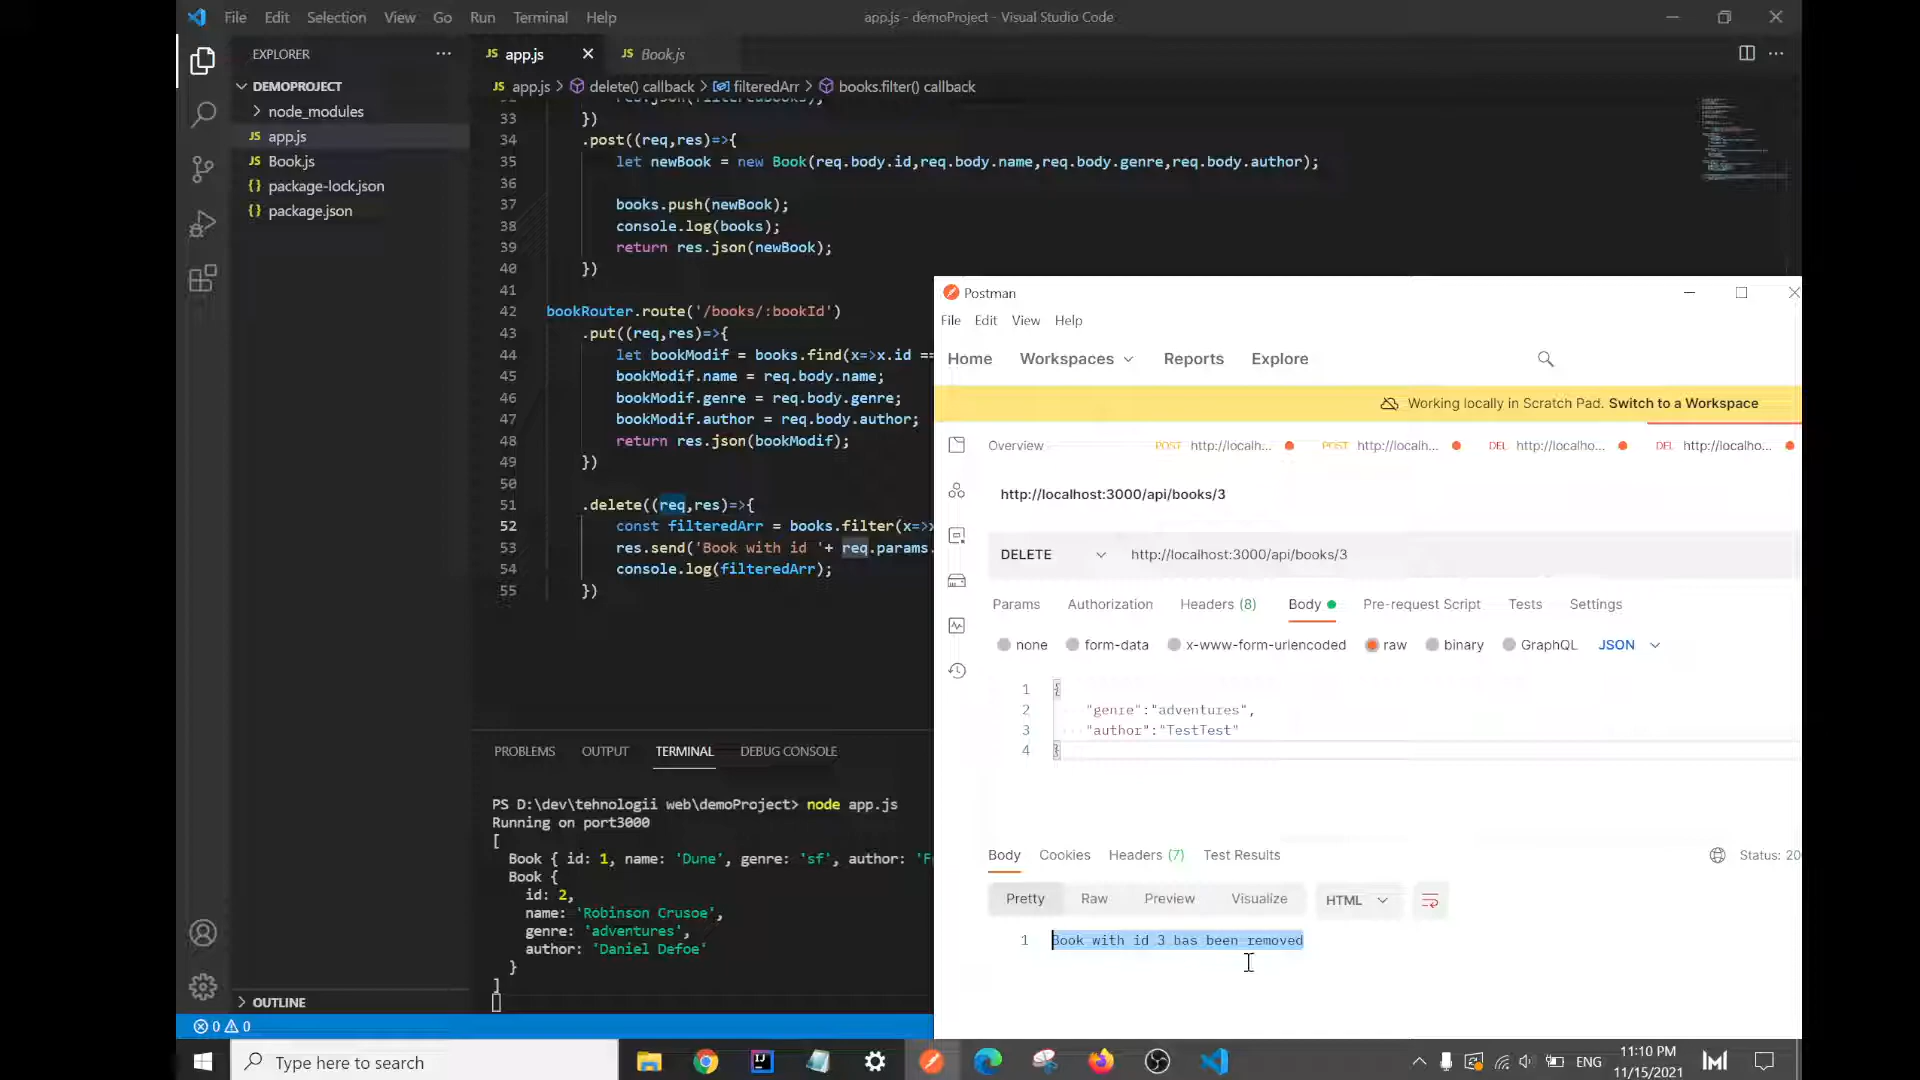 File Edit Selection View Go Run Terminal Help
app.js - demoProject - Visual Studio Code
EXPLORER
DEMOPROJECT
node_modules
JS app.js
JS Book.js
{} package-lock.json
{} package.json
OUTLINE
JS app.js
JS Book.js
JS app.js > delete() callback > filteredArr > books.filter() callback
33 })
34 .post((req,res)=>{
35 let newBook = new Book(req.body.id,req.body.name,req.body.genre,req.body.author);
36
37 books.push(newBook);
38 console.log(books);
39 return res.json(newBook);
40 })
41
42 bookRouter.route('/books/:bookId')
43 .put((req,res)=>{
44 let bookModif = books.find(x=>x.id ==
45 bookModif.name = req.body.name;
46 bookModif.genre = req.body.genre;
47 bookModif.author = req.body.author;
48 return res.json(bookModif);
49 })
50
51 .delete((req,res)=>{
52 const filteredArr = books.filter(x=>x
53 res.send('Book with id '+ req.params.
54 console.log(filteredArr);
55 })
PROBLEMS OUTPUT TERMINAL DEBUG CONSOLE
PS D:\dev\tehnologii web\demoProject> node app.js
Running on port3000
[
Book { id: 1, name: 'Dune', genre: 'sf', author: 'F
Book {
id: 2,
name: 'Robinson Crusoe',
genre: 'adventures',
author: 'Daniel Defoe'
}
]
0 0
Postman
File Edit View Help
Home Workspaces Reports Explore
Working locally in Scratch Pad. Switch to a Workspace
Overview POST http://localh... POST http://localh... DEL http://localho... DEL http://localho...
http://localhost:3000/api/books/3
DELETE http://localhost:3000/api/books/3
Params Authorization Headers (8) Body Pre-request Script Tests Settings
none form-data x-www-form-urlencoded raw binary GraphQL JSON
1 {
2 "genre":"adventures",
3 "author":"TestTest"
4 }
Body Cookies Headers (7) Test Results Status: 20
Pretty Raw Preview Visualize HTML
1 Book with id 3 has been removed
Type here to search
ENG
11:10 PM
11/15/2021